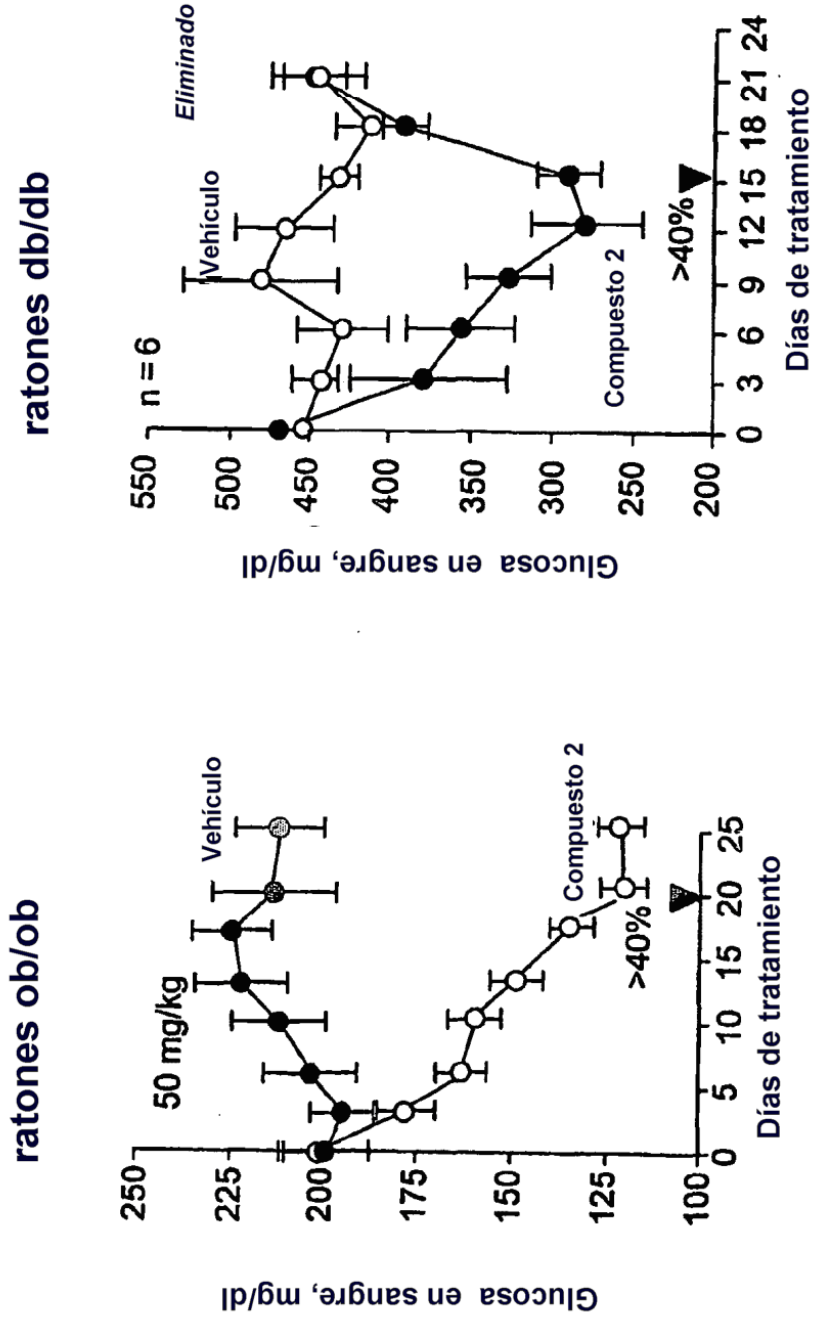 ratones ob/ob
50 mg/kg
Vehículo
Compuesto 2
>40%
250
225
200
175
150
125
100
0
5
10
15
20
25
Glucosa en sangre, mg/dl
Días de tratamiento
ratones db/db
n = 6
Vehículo
Eliminado
Compuesto 2
>40%
550
500
450
400
350
300
250
200
0
3
6
9
12
15
18
21
24
Glucosa en sangre, mg/dl
Días de tratamiento